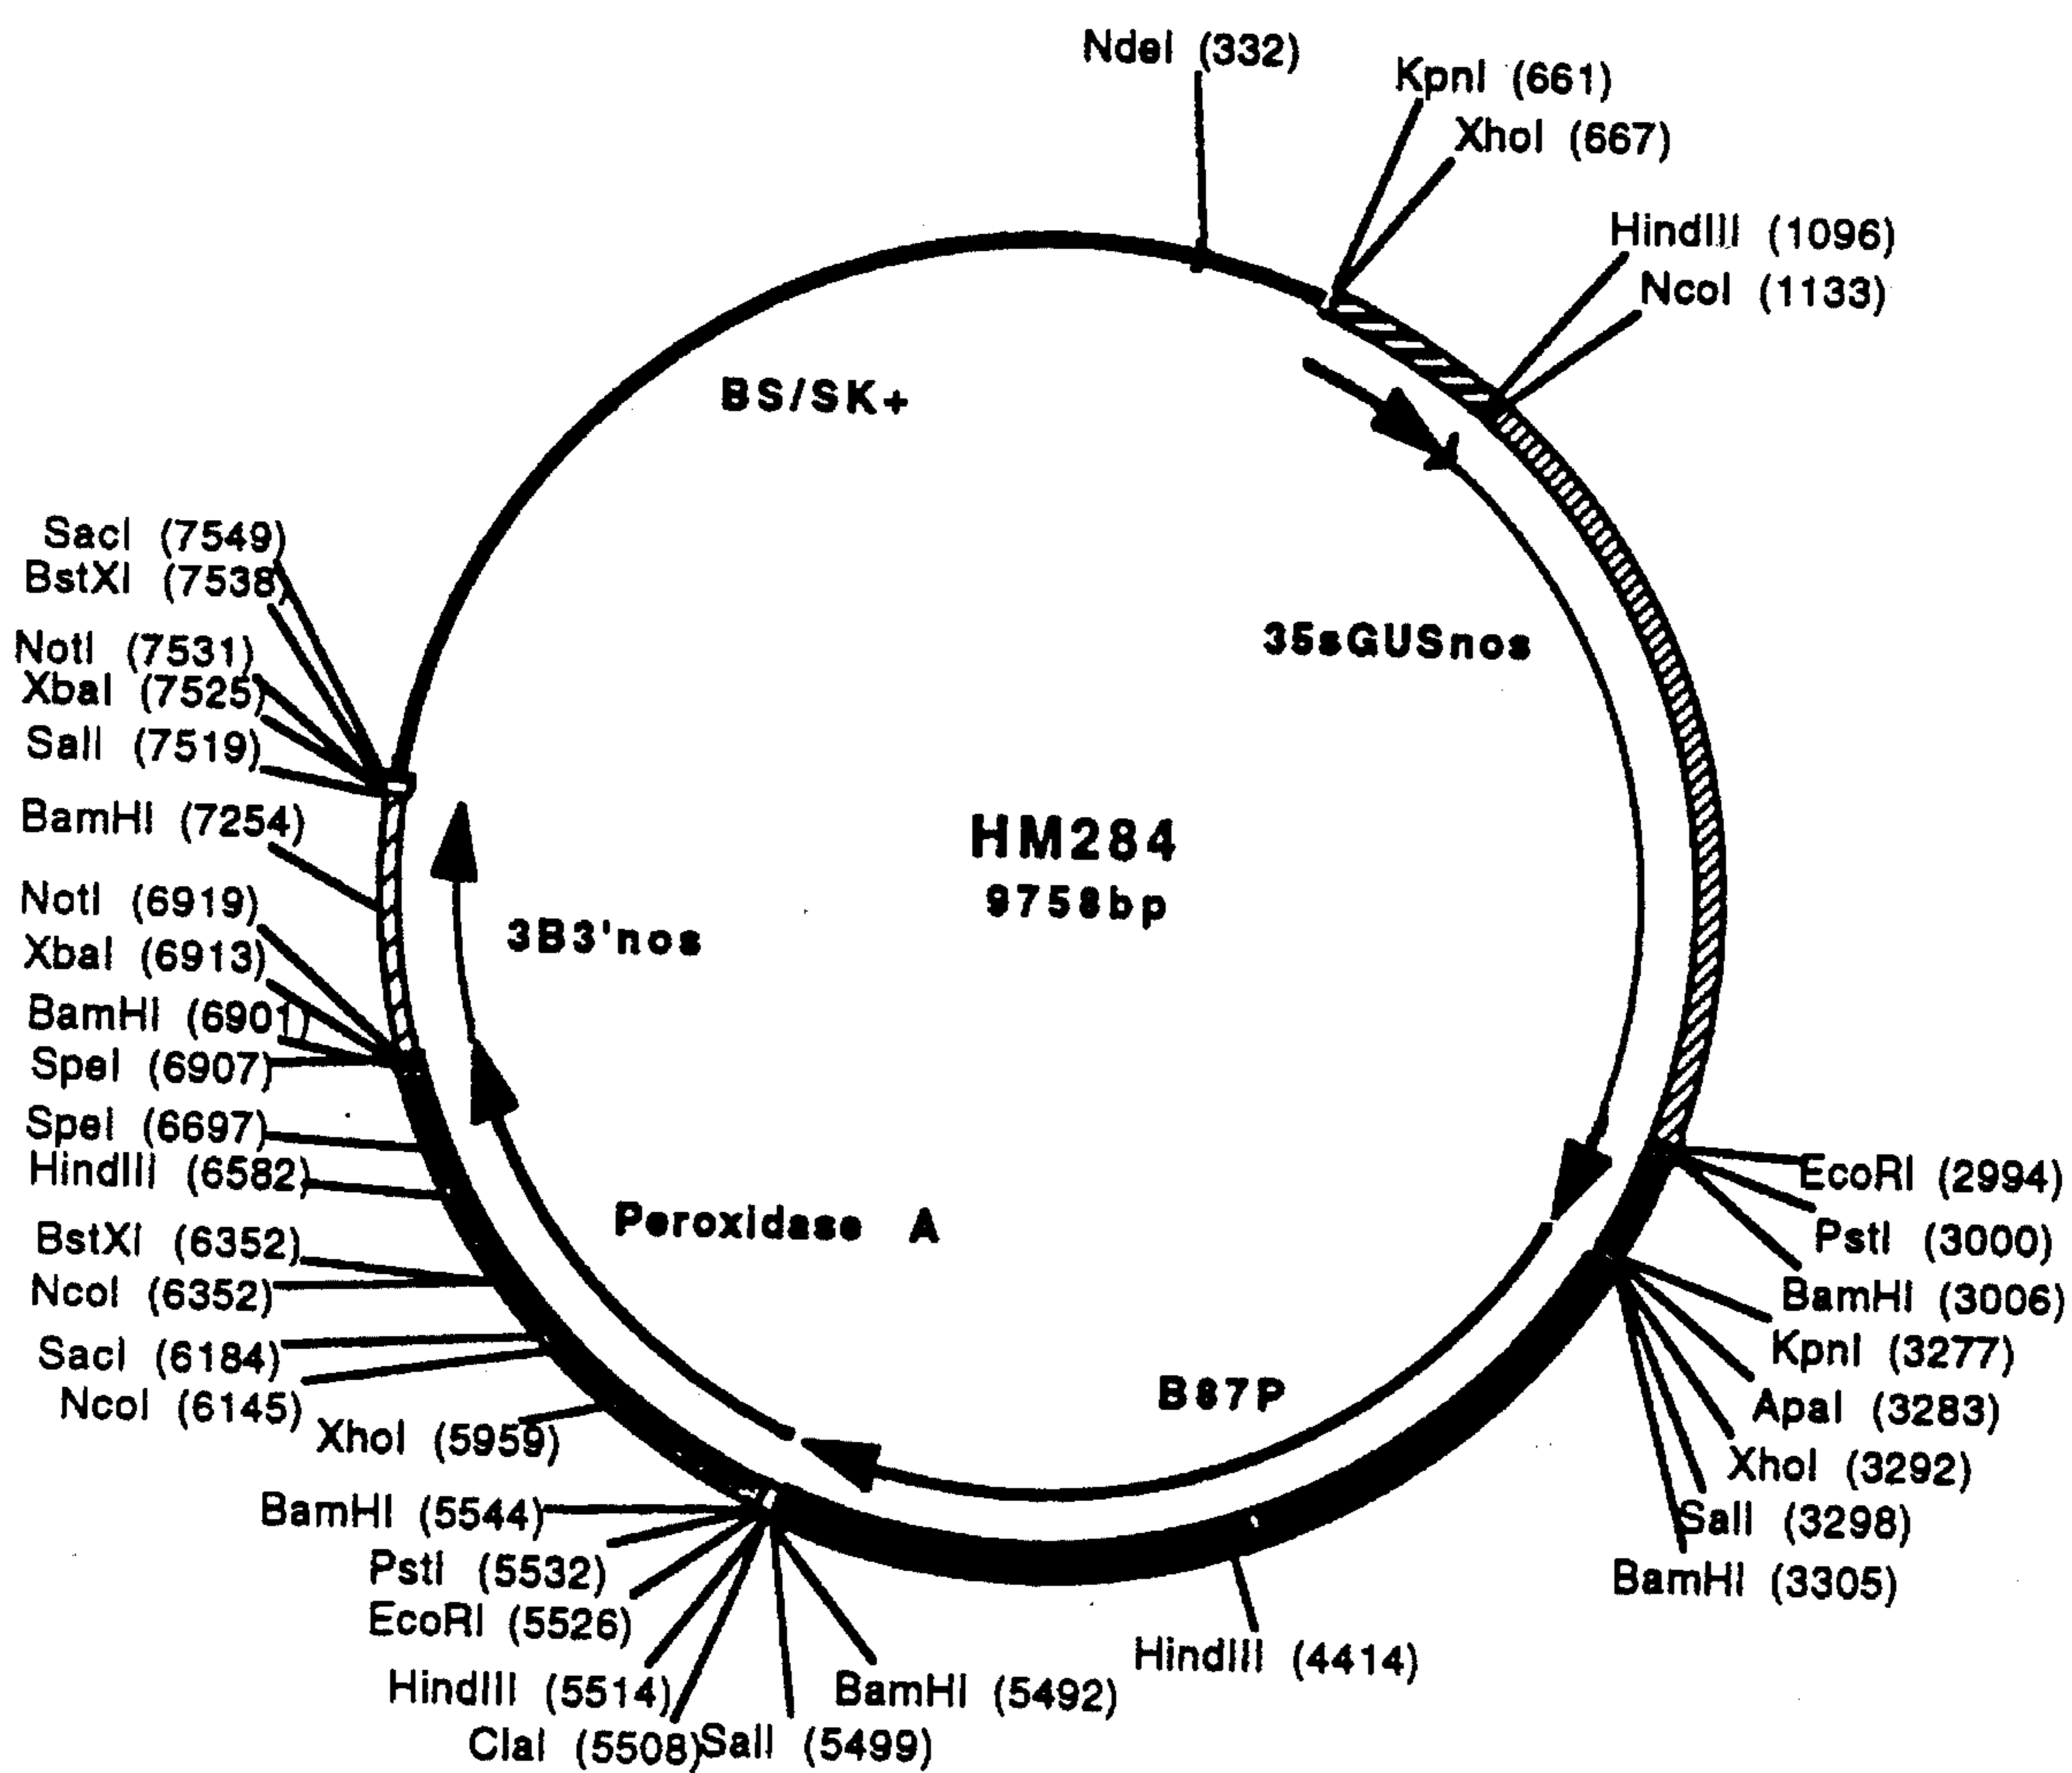 NdeI (332)
KpnI (661)
XhoI (667)
HindIII (1096)
NcoI (1133)
BS/SK+
35sGUSnos
HM284
9758bp
EcoRI (2994)
PstI (3000)
BamHI (3006)
KpnI (3277)
ApaI (3283)
XhoI (3292)
SalI (3298)
BamHI (3305)
B87P
HindIII (4414)
BamHI (5492)
SalI (5499)
ClaI (5508)
HindIII (5514)
EcoRI (5526)
PstI (5532)
BamHI (5544)
Peroxidase A
XhoI (5959)
NcoI (6145)
SacI (6184)
NcoI (6352)
BstXI (6352)
HindIII (6582)
SpeI (6697)
SpeI (6907)
BamHI (6901)
XbaI (6913)
NotI (6919)
3B3'nos
BamHI (7254)
SalI (7519)
XbaI (7525)
NotI (7531)
BstXI (7538)
SacI (7549)